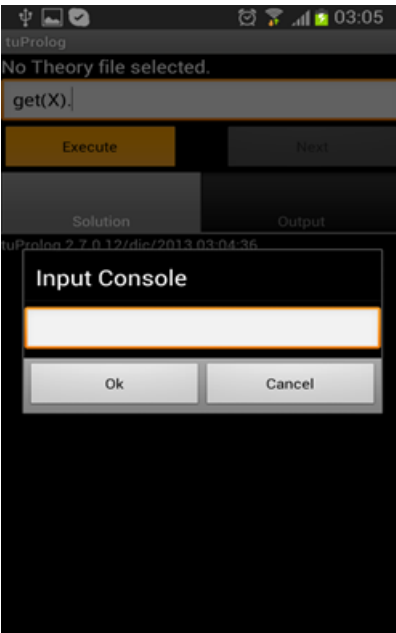 03:05
tuProlog
No Theory file selected.
get(X).
Execute
Next
Solution
Output
tuProlog 2.7.0 12/dic/2013 03:04:36
Input Console
Ok
Cancel